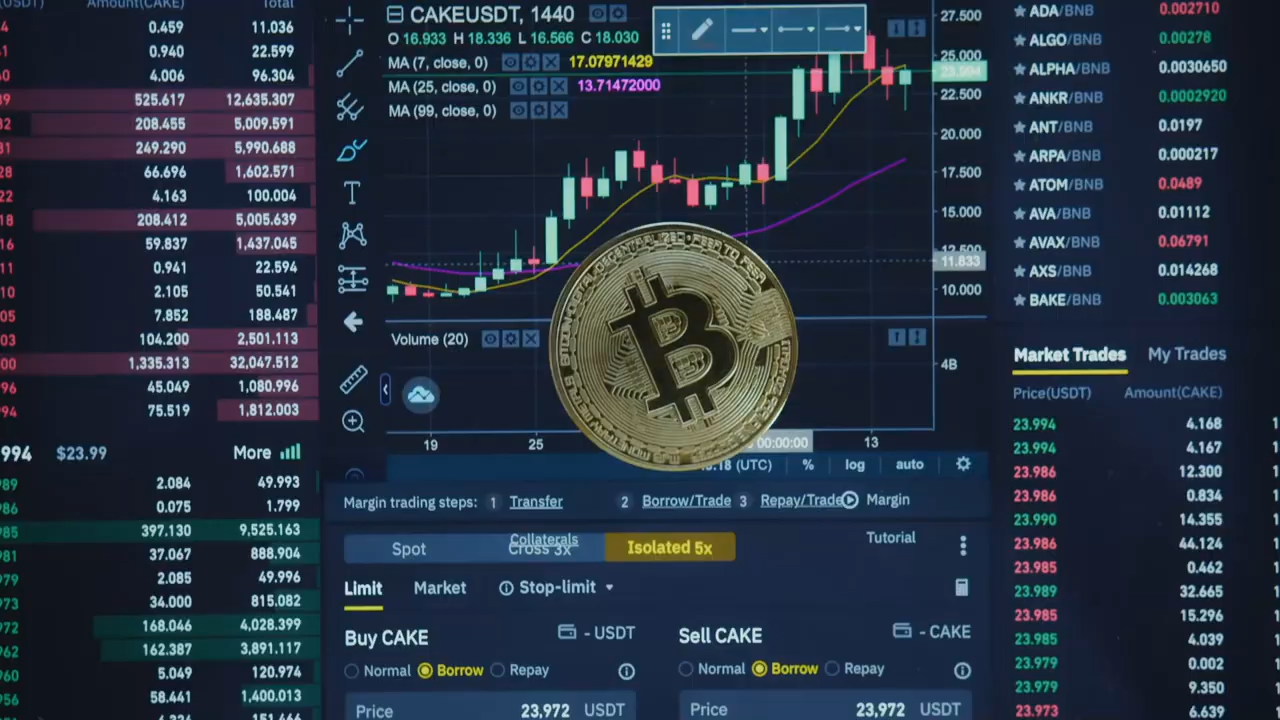 USDT) Amount(CAKE) Total
0.459 11.036
0.940 22.599
4.006 96.304
525.617 12,635.307
208.455 5,009.591
249.290 5,990.688
66.696 1,602.571
4.163 100.004
208.412 5,005.639
59.837 1,437.045
0.941 22.594
2.105 50.541
7.852 188.487
104.200 2,501.113
1,335.313 32,047.512
45.049 1,080.996
75.519 1,812.003
994 $23.99 More
2.084 49.993
0.075 1.799
397.130 9,525.163
37.067 888.904
2.085 49.996
34.000 815.082
168.046 4,028.399
162.387 3,891.117
5.049 120.974
58.441 1,400.013
CAKEUSDT, 1440
O 16.933 H 18.336 L 16.566 C 18.030
MA (7, close, 0) 17.07971429
MA (25, close, 0) 13.71472000
MA (99, close, 0)
27.500
25.000
23.994
22.500
20.000
17.500
15.000
12.500
11.833
10.000
Volume (20)
4B
19 25 00:00:00 13
(UTC) % log auto
Margin trading steps: 1 Transfer 2 Borrow/Trade 3 Repay/Trade Margin
Collaterals Tutorial
Spot Cross 3x Isolated 5x
Limit Market Stop-limit
Buy CAKE - USDT
Normal Borrow Repay
Price 23,972 USDT
Sell CAKE - CAKE
Normal Borrow Repay
Price 23,972 USDT
ADA/BNB 0.002710
ALGO/BNB 0.00278
ALPHA/BNB 0.0030650
ANKR/BNB 0.0002920
ANT/BNB 0.0197
ARPA/BNB 0.000217
ATOM/BNB 0.0489
AVA/BNB 0.01112
AVAX/BNB 0.06791
AXS/BNB 0.014268
BAKE/BNB 0.003063
Market Trades My Trades
Price(USDT) Amount(CAKE)
23.994 4.168
23.994 4.167
23.986 12.300
23.986 0.834
23.990 14.355
23.986 44.124
23.985 0.462
23.989 32.665
23.985 15.296
23.985 4.039
23.979 0.002
23.979 9.350
23.973 6.639
DECENTRALIZED • PEER TO PEER